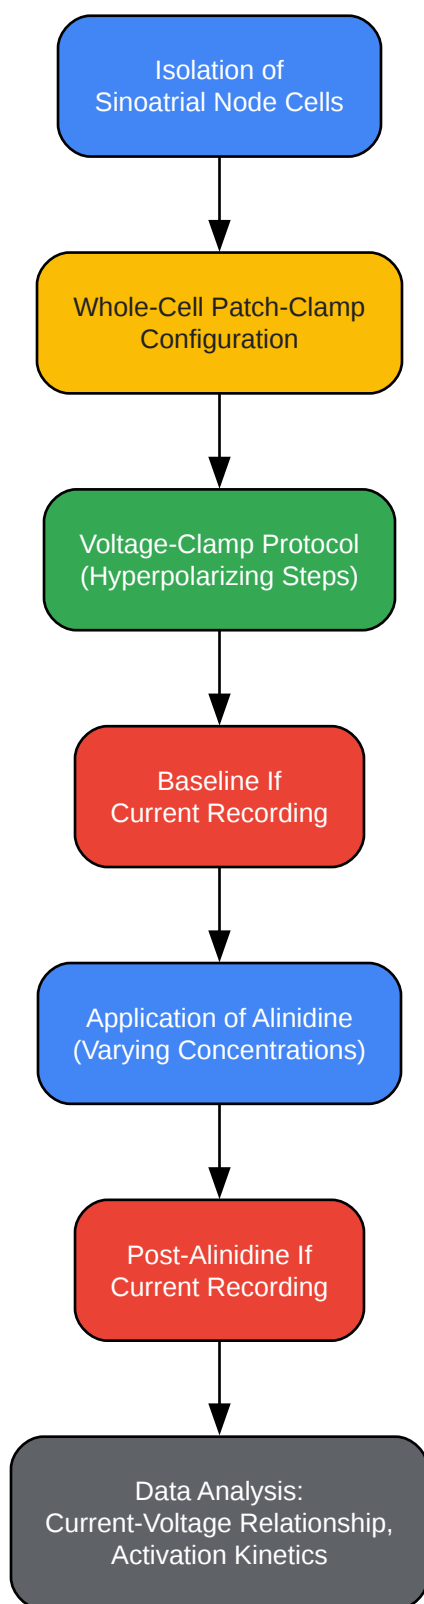 Isolation of
Sinoatrial Node Cells
Whole-Cell Patch-Clamp
Configuration
Voltage-Clamp Protocol
(Hyperpolarizing Steps)
Baseline If
Current Recording
Application of Alinidine
(Varying Concentrations)
Post-Alinidine If
Current Recording
Data Analysis:
Current-Voltage Relationship,
Activation Kinetics